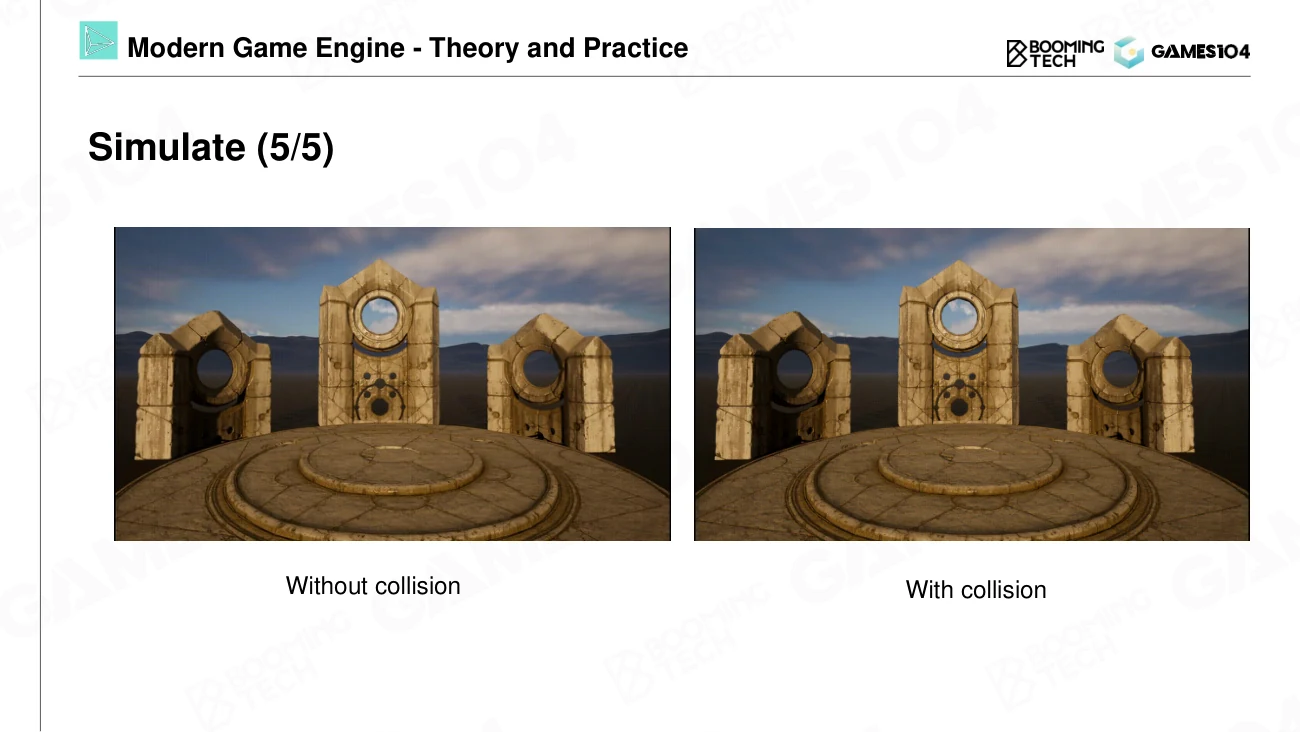 Modern Game Engine - Theory and Practice
BOOMING
TECH
GAMES104
Simulate (5/5)
Without collision
With collision